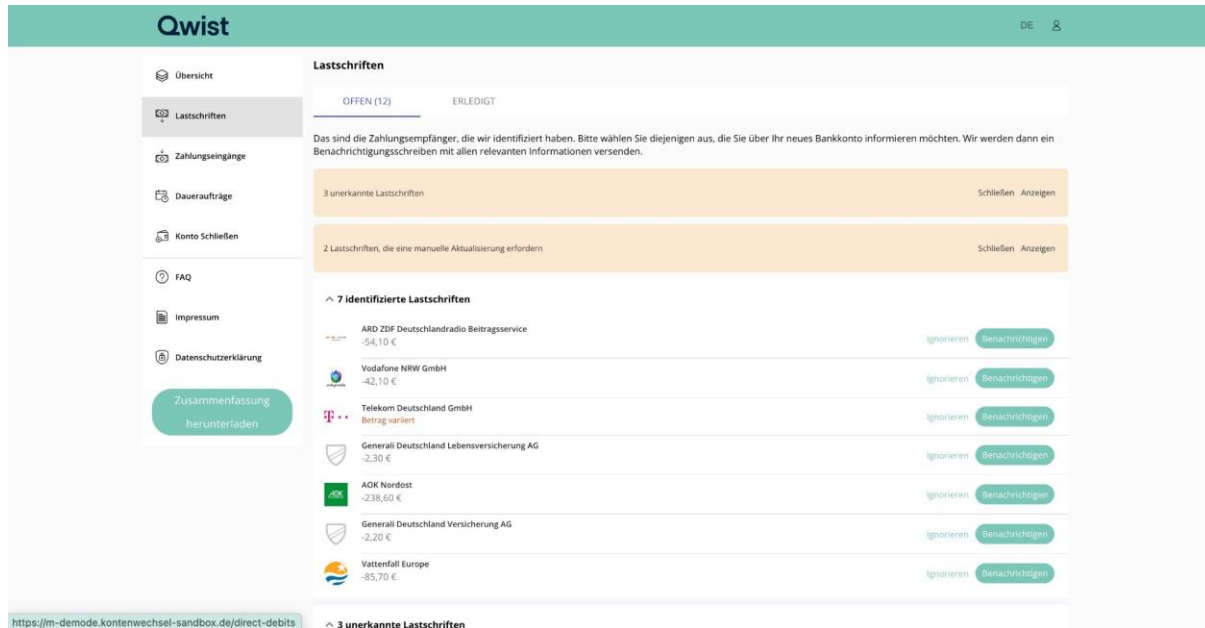 Qwist
DE
Übersicht
Lastschriften
Zahlungseingänge
Daueraufträge
Konto Schließen
FAQ
Impressum
Datenschutzerklärung
Zusammenfassung
herunterladen
Lastschriften
OFFEN (12) ERLEDIGT
Das sind die Zahlungsempfänger, die wir identifiziert haben. Bitte wählen Sie diejenigen aus, die Sie über Ihr neues Bankkonto informieren möchten. Wir werden dann ein
Benachrichtigungsschreiben mit allen relevanten Informationen versenden.
3 unerkannte Lastschriften Schließen Anzeigen
2 Lastschriften, die eine manuelle Aktualisierung erfordern Schließen Anzeigen
7 identifizierte Lastschriften
ARD ZDF Deutschlandradio Beitragsservice
-54,10 € Ignorieren Benachrichtigen
Vodafone NRW GmbH
-42,10 € Ignorieren Benachrichtigen
Telekom Deutschland GmbH
Betrag variiert Ignorieren Benachrichtigen
Generali Deutschland Lebensversicherung AG
-2,30 € Ignorieren Benachrichtigen
AOK
AOK Nordost
-238,60 € Ignorieren Benachrichtigen
Generali Deutschland Versicherung AG
-2,20 € Ignorieren Benachrichtigen
Vattenfall Europe
-85,70 € Ignorieren Benachrichtigen
3 unerkannte Lastschriften
https://m-demode.kontenwechsel-sandbox.de/direct-debits